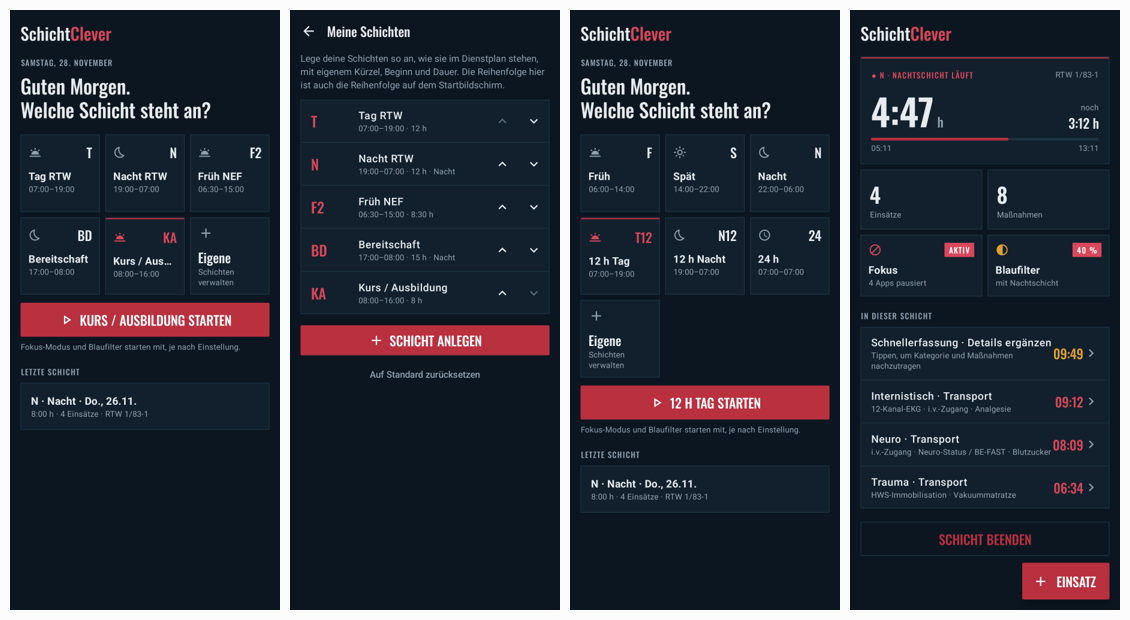 SchichtClever
SAMSTAG, 28. NOVEMBER
Guten Morgen.
Welche Schicht steht an?
T
Tag RTW
07:00–19:00
N
Nacht RTW
19:00–07:00
F2
Früh NEF
06:30–15:00
BD
Bereitschaft
17:00–08:00
KA
Kurs / Aus...
08:00–16:00
Eigene
Schichten
verwalten
KURS / AUSBILDUNG STARTEN
Fokus-Modus und Blaufilter starten mit, je nach Einstellung.
LETZTE SCHICHT
N · Nacht · Do., 26.11.
8:00 h · 4 Einsätze · RTW 1/83-1
Meine Schichten
Lege deine Schichten so an, wie sie im Dienstplan stehen,
mit eigenem Kürzel, Beginn und Dauer. Die Reihenfolge hier
ist auch die Reihenfolge auf dem Startbildschirm.
T
Tag RTW
07:00–19:00 · 12 h
N
Nacht RTW
19:00–07:00 · 12 h · Nacht
F2
Früh NEF
06:30–15:00 · 8:30 h
BD
Bereitschaft
17:00–08:00 · 15 h · Nacht
KA
Kurs / Ausbildung
08:00–16:00 · 8 h
SCHICHT ANLEGEN
Auf Standard zurücksetzen
SchichtClever
SAMSTAG, 28. NOVEMBER
Guten Morgen.
Welche Schicht steht an?
F
Früh
06:00–14:00
S
Spät
14:00–22:00
N
Nacht
22:00–06:00
T12
12 h Tag
07:00–19:00
N12
12 h Nacht
19:00–07:00
24
24 h
07:00–07:00
Eigene
Schichten
verwalten
12 H TAG STARTEN
Fokus-Modus und Blaufilter starten mit, je nach Einstellung.
LETZTE SCHICHT
N · Nacht · Do., 26.11.
8:00 h · 4 Einsätze · RTW 1/83-1
SchichtClever
● N · NACHTSCHICHT LÄUFT
RTW 1/83-1
4:47 h
noch
3:12 h
05:11
13:11
4
Einsätze
8
Maßnahmen
AKTIV
Fokus
4 Apps pausiert
40 %
Blaufilter
mit Nachtschicht
IN DIESER SCHICHT
Schnellerfassung · Details ergänzen
Tippen, um Kategorie und Maßnahmen
nachzutragen
09:49
Internistisch · Transport
12-Kanal-EKG · i.v.-Zugang · Analgesie
09:12
Neuro · Transport
i.v.-Zugang · Neuro-Status / BE-FAST · Blutzucker
08:09
Trauma · Transport
HWS-Immobilisation · Vakuummatratze
06:34
SCHICHT BEENDEN
EINSATZ